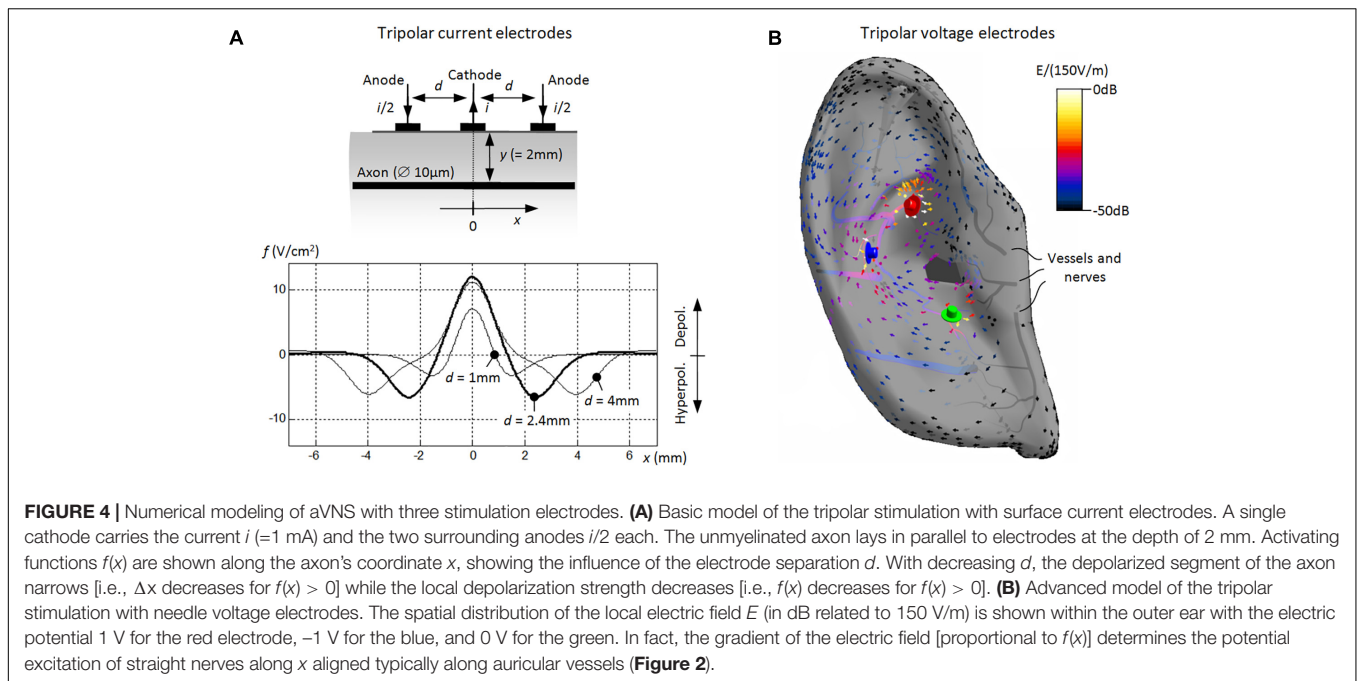 A Tripolar current electrodes
Anode Cathode Anode
d d
i/2 i i/2
y (= 2mm)
Axon (∅ 10µm)
x
0
f (V/cm²)
10
0
-10
d = 1mm
d = 2.4mm
d = 4mm
-6 -4 -2 0 2 4 6 x (mm)
Depol.
Hyperpol.
B Tripolar voltage electrodes
E/(150V/m)
0dB
-50dB
Vessels and
nerves
FIGURE 4 | Numerical modeling of aVNS with three stimulation electrodes. (A) Basic model of the tripolar stimulation with surface current electrodes. A single
cathode carries the current i (=1 mA) and the two surrounding anodes i/2 each. The unmyelinated axon lays in parallel to electrodes at the depth of 2 mm. Activating
functions f(x) are shown along the axon's coordinate x, showing the influence of the electrode separation d. With decreasing d, the depolarized segment of the axon
narrows [i.e., Δx decreases for f(x) > 0] while the local depolarization strength decreases [i.e., f(x) decreases for f(x) > 0]. (B) Advanced model of the tripolar
stimulation with needle voltage electrodes. The spatial distribution of the local electric field E (in dB related to 150 V/m) is shown within the outer ear with the electric
potential 1 V for the red electrode, –1 V for the blue, and 0 V for the green. In fact, the gradient of the electric field [proportional to f(x)] determines the potential
excitation of straight nerves along x aligned typically along auricular vessels (Figure 2).